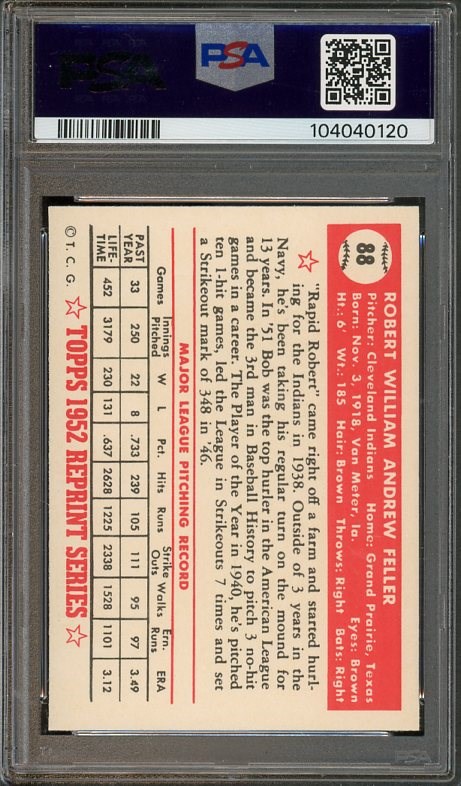 PSA
PSA
104040120
88
ROBERT WILLIAM ANDREW FELLER
Pitcher: Cleveland Indians Home: Grand Prairie, Texas
Born: Nov. 3, 1918, Van Meter, Ia. Eyes: Brown
Ht.: 6' Wt.: 185 Hair: Brown Throws: Right Bats: Right
"Rapid Robert" came right off a farm and started hurl-
ing for the Indians in 1938. Outside of 3 years in the
Navy, he's been taking his regular turn on the mound for
13 years. In '51 Bob was the top hurler in the American League
and became the 3rd man in Baseball History to pitch 3 no-hit
games in a career. The Player of the Year in 1940, he's pitched
ten 1-hit games, led the League in Strikeouts 7 times and set
a Strikeout mark of 348 in '46.
MAJOR LEAGUE PITCHING RECORD
Games Innings Pitched W L Pct. Hits Runs Strike Outs Walks Ern. Runs ERA
PAST YEAR 33 250 22 8 .733 239 105 111 95 97 3.49
LIFE-TIME 452 3179 230 131 .637 2628 1225 2338 1528 1101 3.12
© T. C. G. TOPPS 1952 REPRINT SERIES
PSA